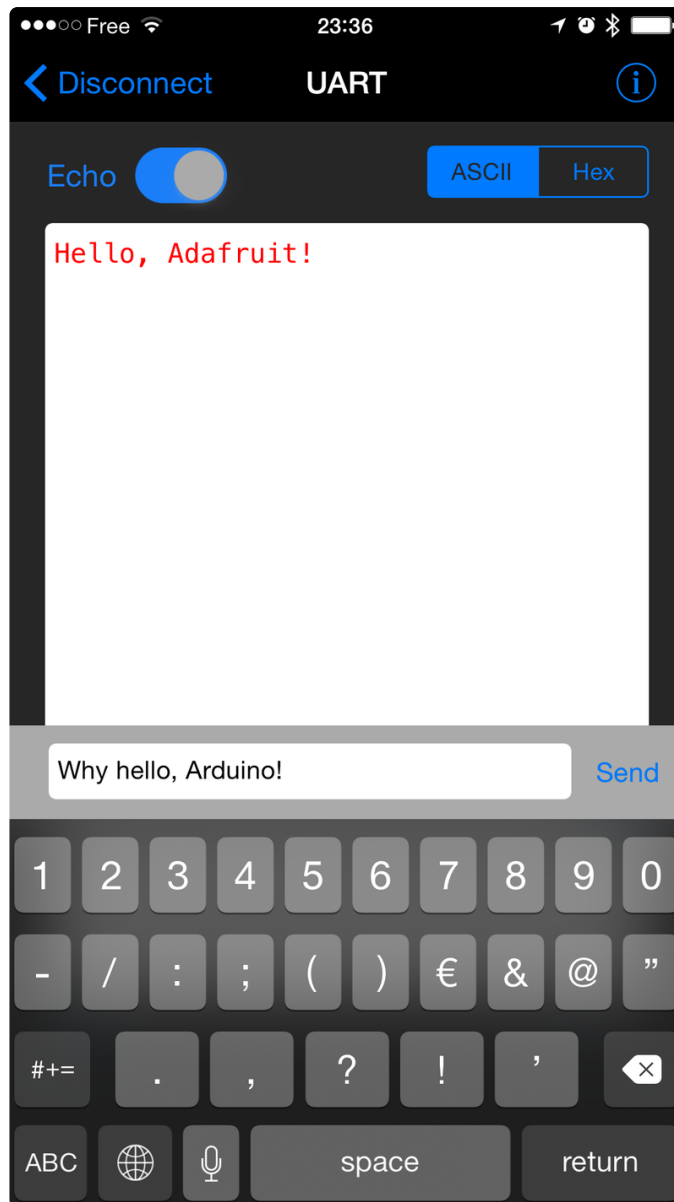 Free 23:36
Disconnect UART i
Echo ASCII Hex
Hello, Adafruit!
Why hello, Arduino! Send
1 2 3 4 5 6 7 8 9 0
- / : ; ( ) € & @ ”
#+= . , ? ! ’
ABC space return